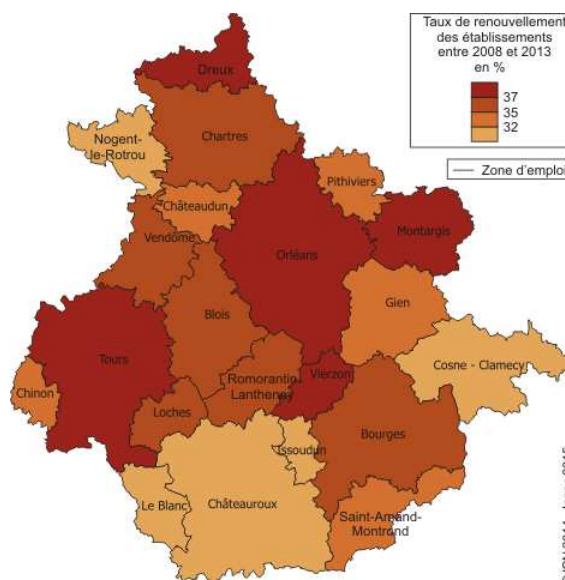 Taux de renouvellement
des établissements
entre 2008 et 2013
en %
37
35
32
Zone d'emploi
Dreux
Chartres
Nogent-
le-Rotrou
Pithiviers
Châteaudun
Montargis
Vendôme
Orléans
Gien
Blois
Tours
Cosne - Clamecy
Chinon
Romorantin
Lanthenay
Vierzon
Loches
Bourges
Issoudun
Le Blanc
Châteauroux
Saint-Amand-
Montrond